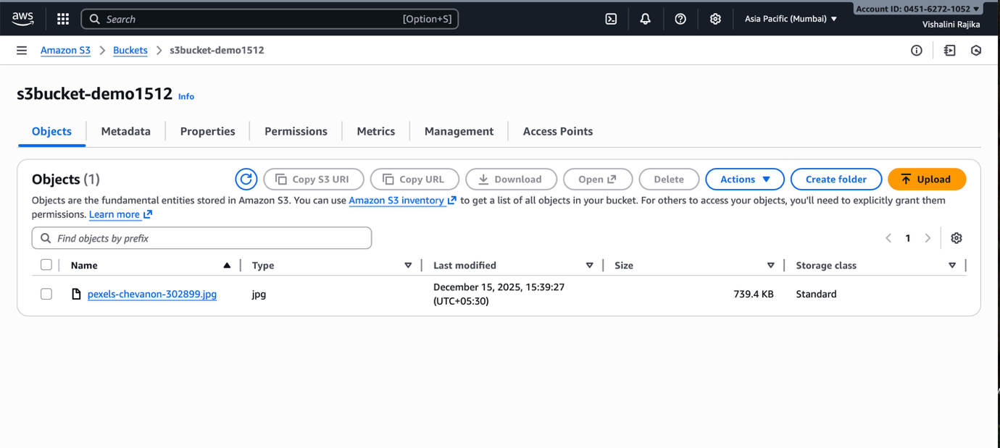 aws
Search [Option+S]
Asia Pacific (Mumbai) ▼
Account ID: 0451-6272-1052 ▼
Vishalini Rajika
Amazon S3 > Buckets > s3bucket-demo1512
s3bucket-demo1512 Info
Objects Metadata Properties Permissions Metrics Management Access Points
Objects (1) Copy S3 URI Copy URL Download Open Delete Actions ▼ Create folder Upload
Objects are the fundamental entities stored in Amazon S3. You can use Amazon S3 inventory to get a list of all objects in your bucket. For others to access your objects, you'll need to explicitly grant them
permissions. Learn more
Find objects by prefix
< 1 >
Name Type Last modified Size Storage class
pexels-chevanon-302899.jpg jpg December 15, 2025, 15:39:27 739.4 KB Standard
(UTC+05:30)